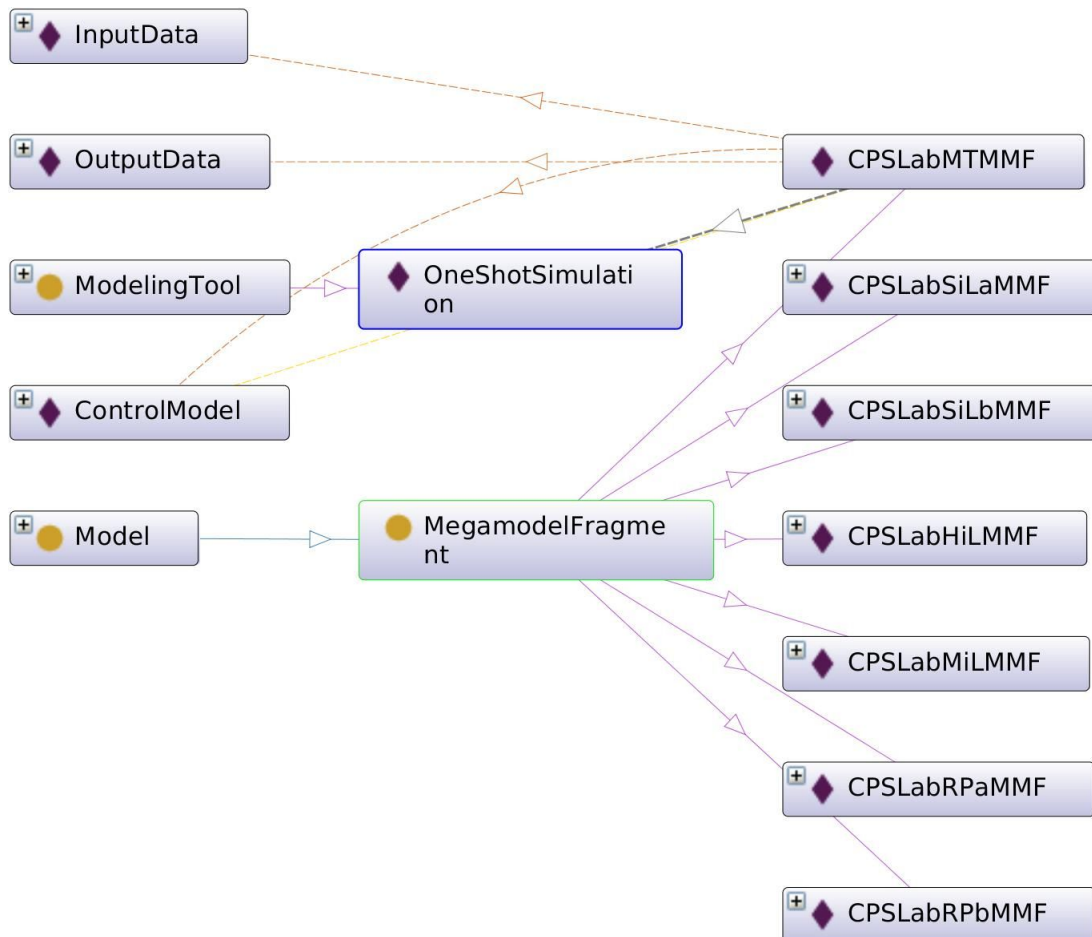 InputData
OutputData
CPSLabMTMMF
ModelingTool
OneShotSimulati
on
CPSLabSiLaMMF
ControlModel
CPSLabSiLbMMF
Model
MegamodelFragme
nt
CPSLabHiLMMF
CPSLabMiLMMF
CPSLabRPaMMF
CPSLabRPbMMF